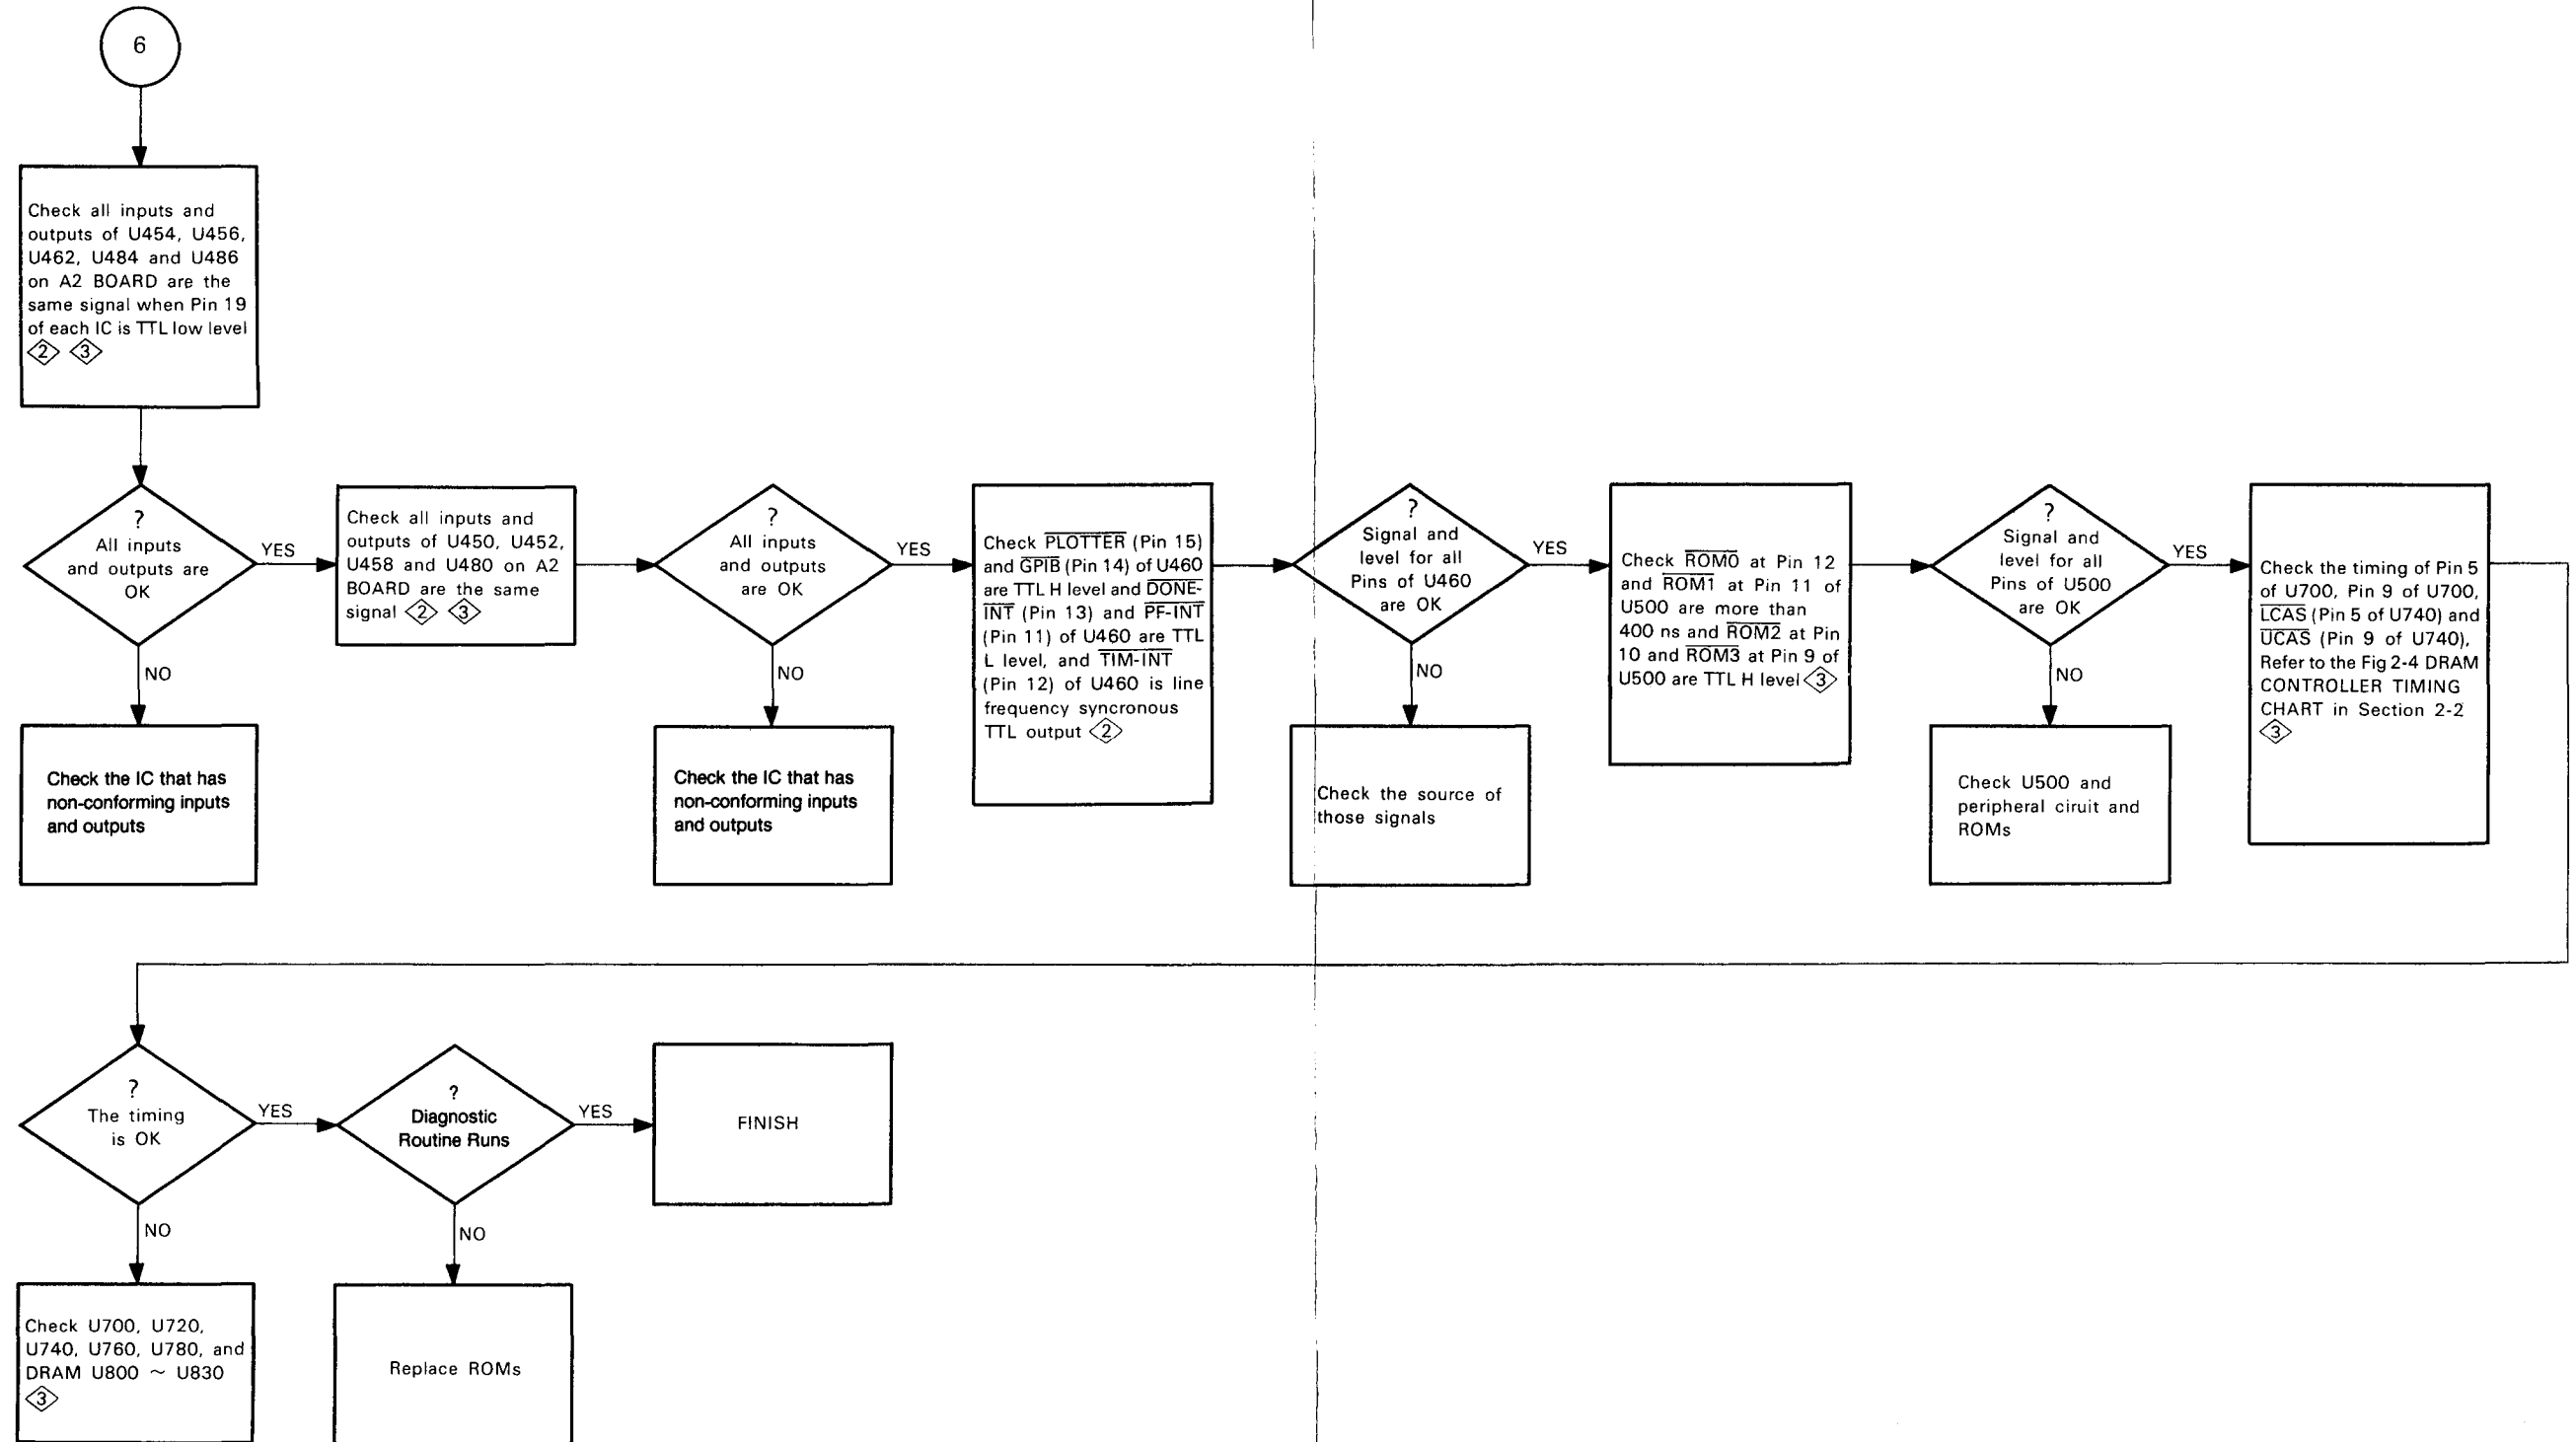 6
Check all inputs and
outputs of U454, U456,
U462, U484 and U486
on A2 BOARD are the
same signal when Pin 19
of each IC is TTL low level
2 3
?
All inputs
and outputs are
OK
YES
NO
Check the IC that has
non-conforming inputs
and outputs
Check all inputs and
outputs of U450, U452,
U458 and U480 on A2
BOARD are the same
signal 2 3
?
All inputs
and outputs
are OK
YES
NO
Check the IC that has
non-conforming inputs
and outputs
Check PLOTTER (Pin 15)
and GPIB (Pin 14) of U460
are TTL H level and DONE-
INT (Pin 13) and PF-INT
(Pin 11) of U460 are TTL
L level, and TIM-INT
(Pin 12) of U460 is line
frequency syncronous
TTL output 2
?
Signal and
level for all
Pins of U460
are OK
YES
NO
Check the source of
those signals
Check ROM0 at Pin 12
and ROM1 at Pin 11 of
U500 are more than
400 ns and ROM2 at Pin
10 and ROM3 at Pin 9 of
U500 are TTL H level 3
?
Signal and
level for all
Pins of U500
are OK
YES
NO
Check U500 and
peripheral ciruit and
ROMs
Check the timing of Pin 5
of U700, Pin 9 of U700,
LCAS (Pin 5 of U740) and
UCAS (Pin 9 of U740),
Refer to the Fig 2-4 DRAM
CONTROLLER TIMING
CHART in Section 2-2
3
?
The timing
is OK
YES
NO
Check U700, U720,
U740, U760, U780, and
DRAM U800 ~ U830
3
?
Diagnostic
Routine Runs
YES
NO
Replace ROMs
FINISH